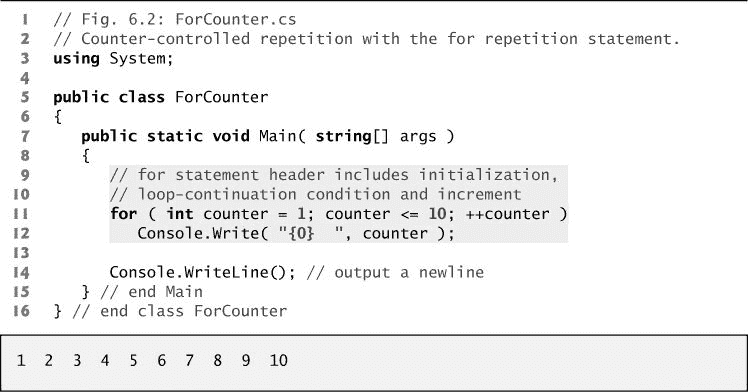 1 // Fig. 6.2: ForCounter.cs
2 // Counter-controlled repetition with the for repetition statement.
3 using System;
4
5 public class ForCounter
6 {
7    public static void Main( string[] args )
8    {
9       // for statement header includes initialization,
10       // loop-continuation condition and increment
11       for ( int counter = 1; counter <= 10; ++counter )
12          Console.Write( "{0}  ", counter );
13
14       Console.WriteLine(); // output a newline
15    } // end Main
16 } // end class ForCounter
1  2  3  4  5  6  7  8  9  10